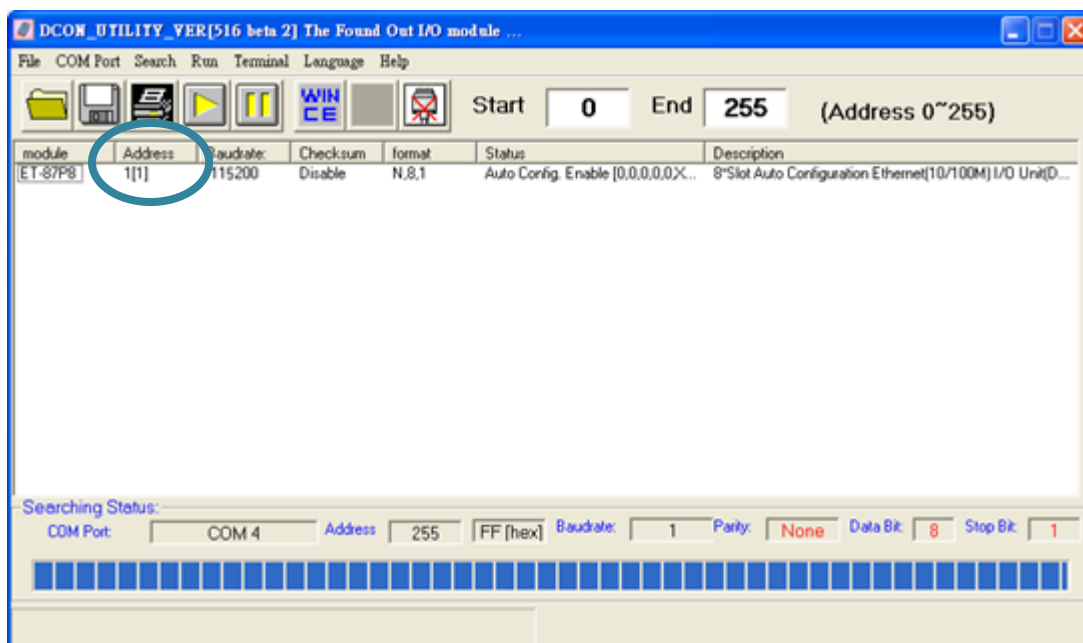 DCON_UTILITY_VER[516 beta 2] The Found Out I/O module ...
File COM Port Search Run Terminal Language Help
WIN CE Start 0 End 255 (Address 0~255)
module Address Baudrate: Checksum format Status Description
ET-87P8 1[1] 115200 Disable N,8,1 Auto Config. Enable [0,0,0,0,0,X... 8*Slot Auto Configuration Ethernet(10/100M) I/O Unit(D...
Searching Status:
COM Port: COM 4 Address 255 FF [hex] Baudrate: 1 Parity: None Data Bit: 8 Stop Bit: 1